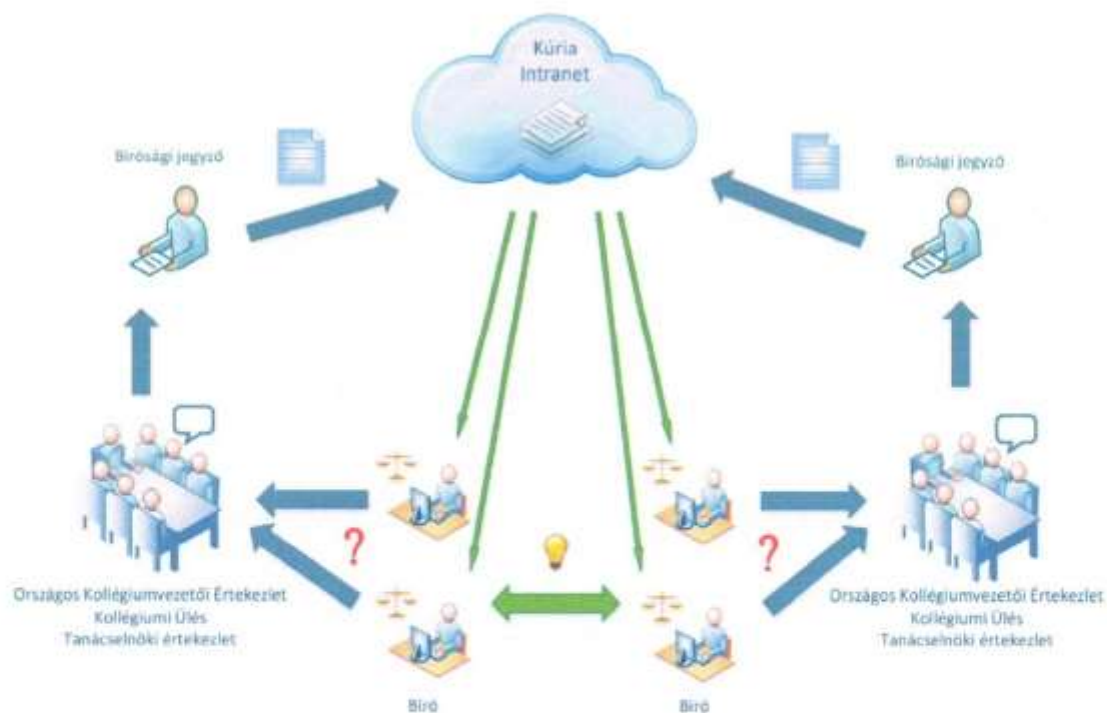 Kúria
Intranet
Bírósági jegyző
Bírósági jegyző
?
?
Országos Kollégiumvezetői Értekezlet
Kollégiumi Ülés
Tanácselnöki értekezlet
Országos Kollégiumvezetői Értekezlet
Kollégiumi Ülés
Tanácselnöki értekezlet
Bíró
Bíró